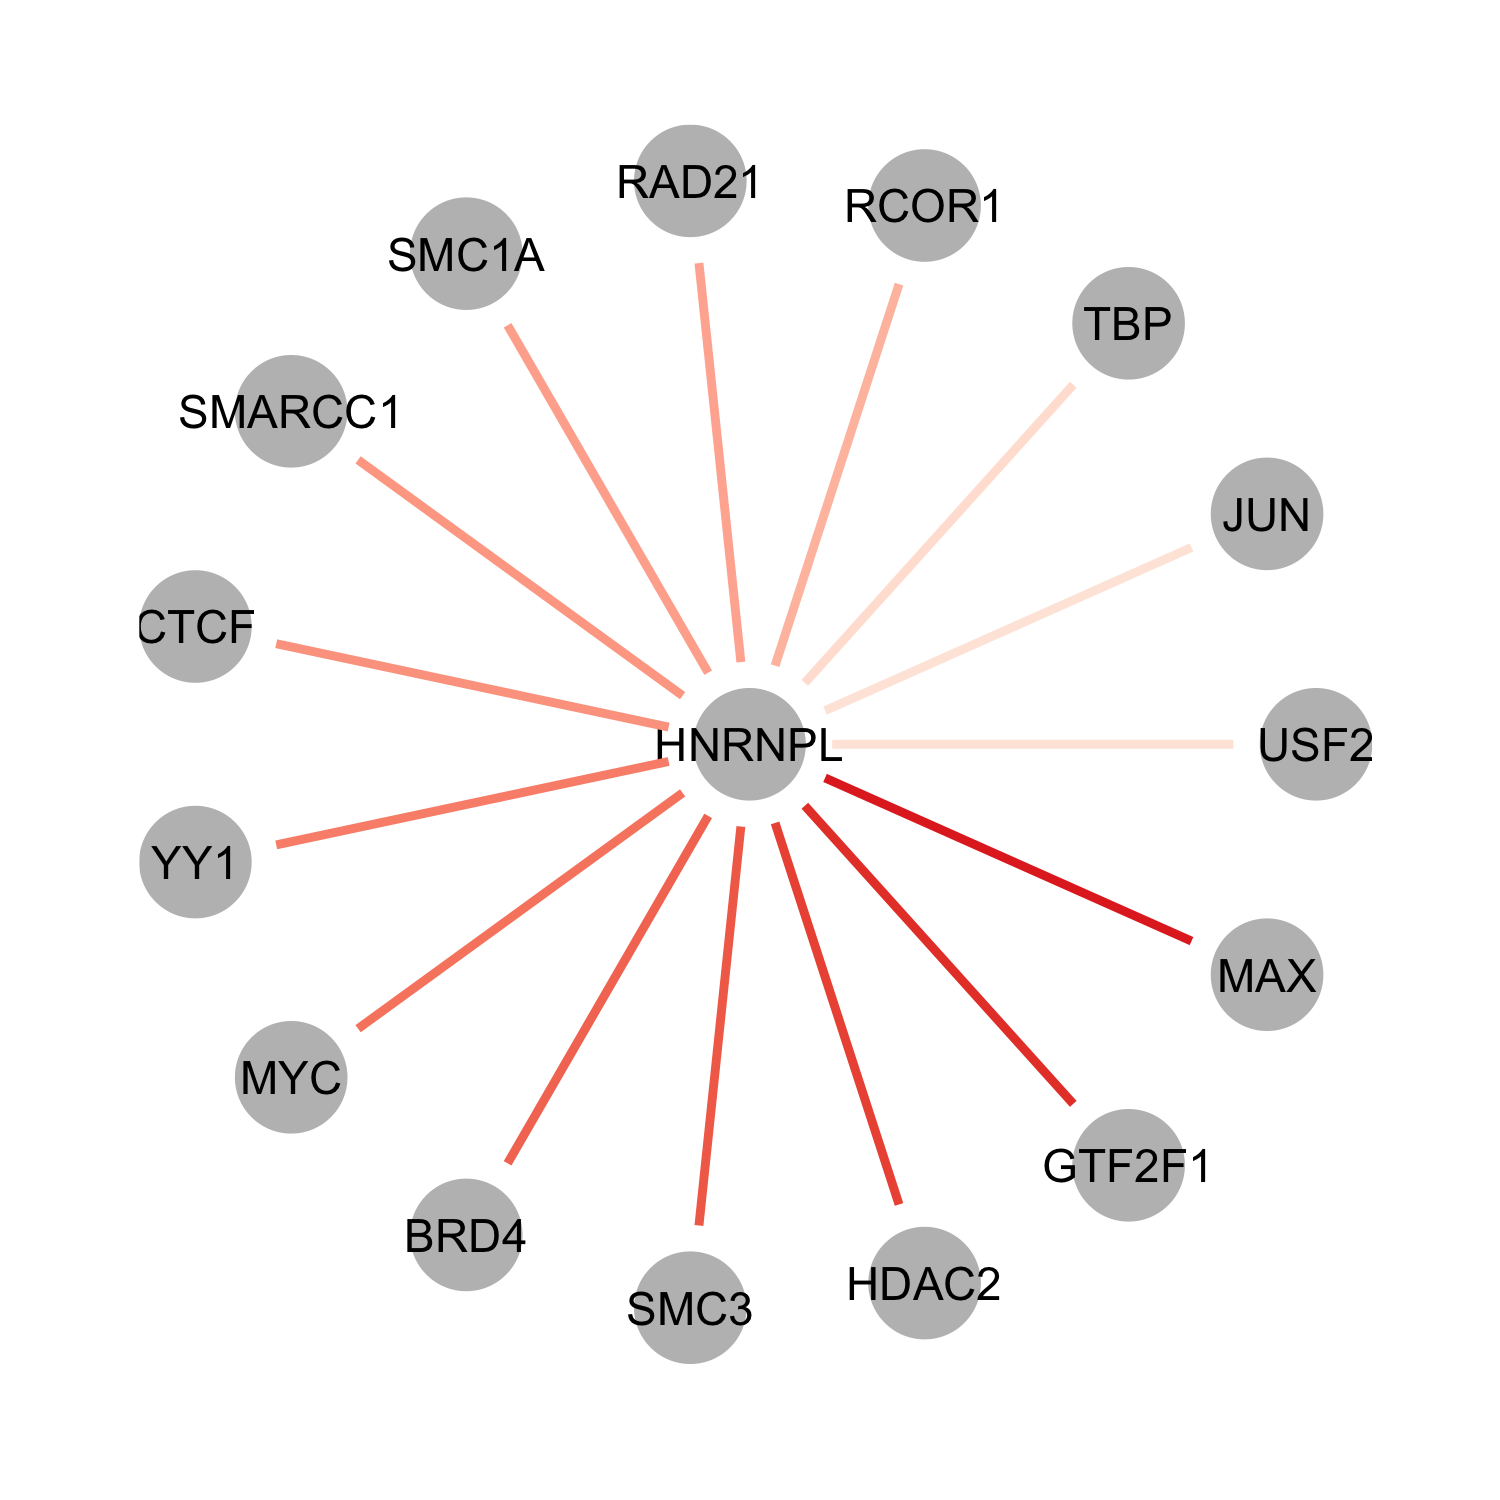 RAD21
RCOR1
SMC1A
TBP
SMARCC1
JUN
CTCF
HNRNPL
USF2
YY1
MAX
MYC
GTF2F1
BRD4
HDAC2
SMC3